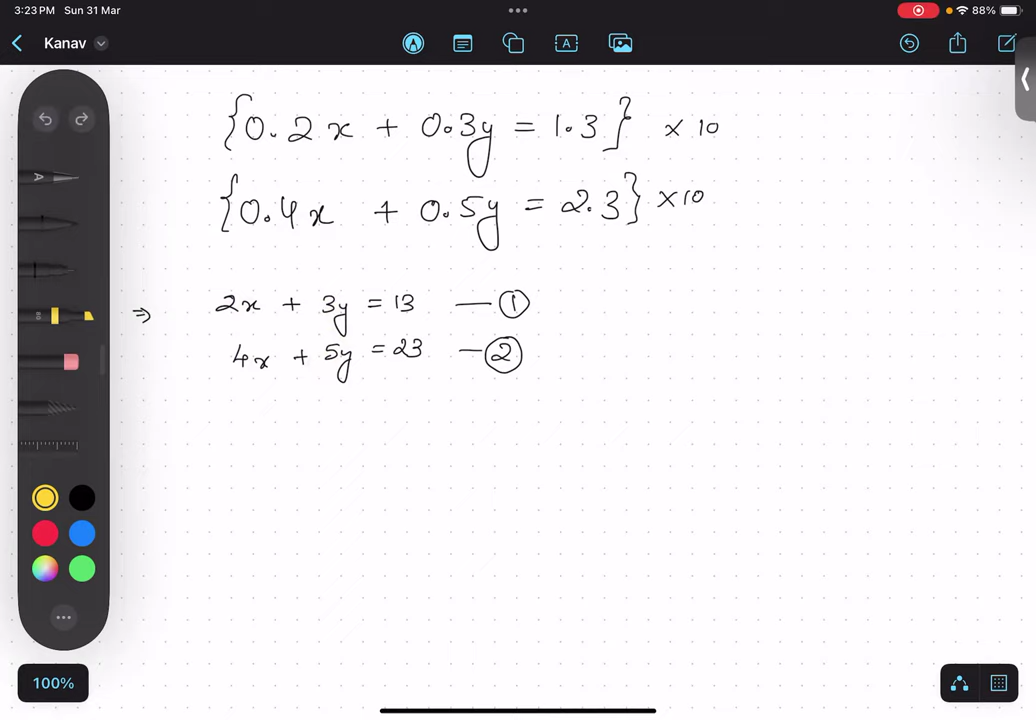 3:23 PM Sun 31 Mar
88%
Kanav
{0.2x + 0.3y = 1.3} × 10
{0.4x + 0.5y = 2.3} × 10
⇒ 2x + 3y = 13 — ①
4x + 5y = 23 — ②
A
A
80
100%